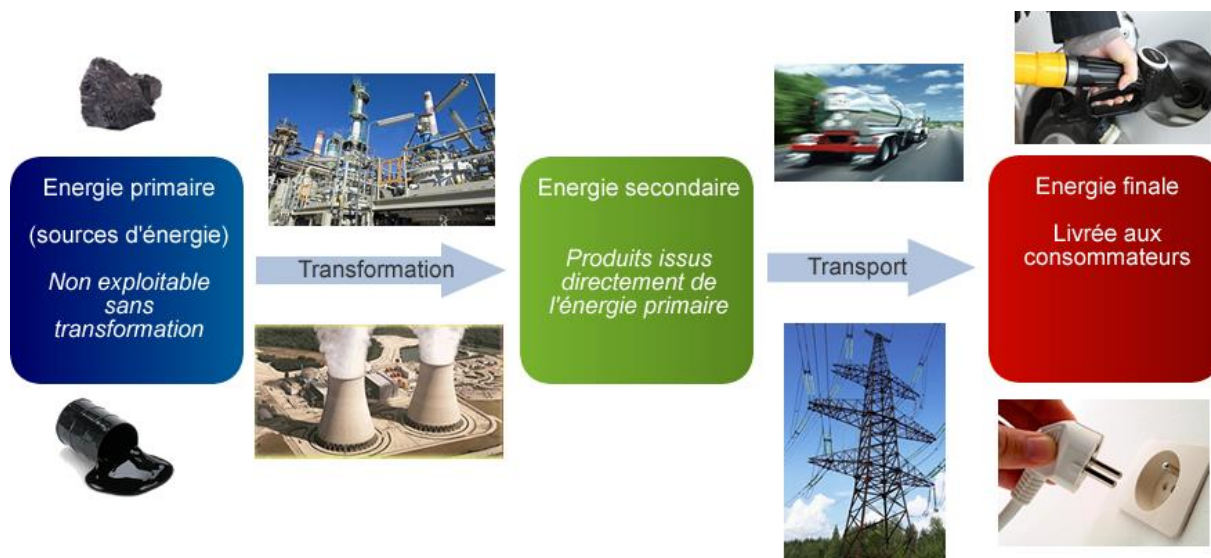 Energie primaire
(sources d'énergie)
Non exploitable
sans
transformation
Transformation
Energie secondaire
Produits issus
directement de
l'énergie primaire
Transport
Energie finale
Livrée aux
consommateurs